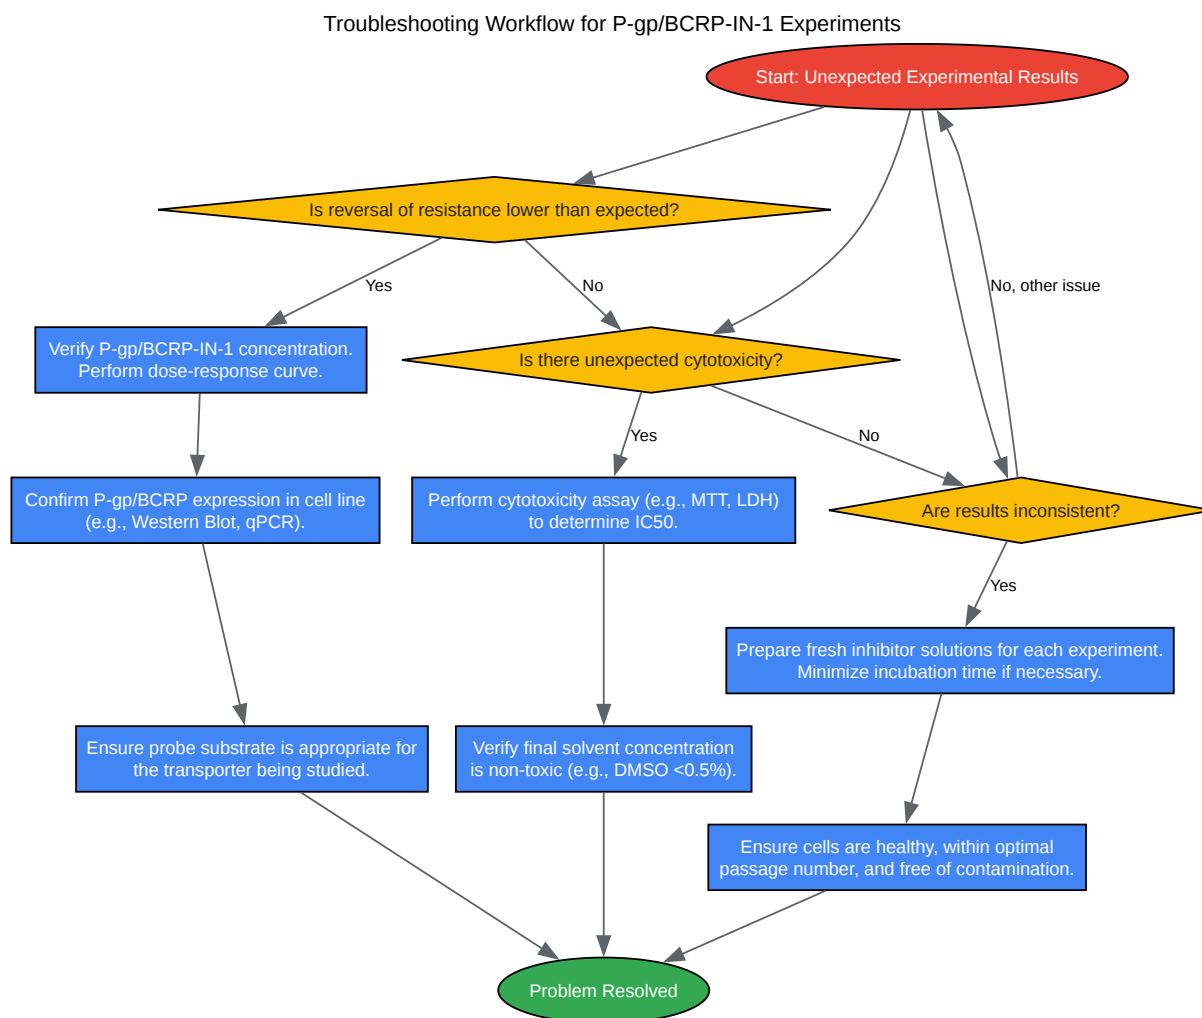 Troubleshooting Workflow for P-gp/BCRP-IN-1 Experiments
Start: Unexpected Experimental Results
Is reversal of resistance lower than expected?
Yes
No
No, other issue
Verify P-gp/BCRP-IN-1 concentration.
Perform dose-response curve.
Is there unexpected cytotoxicity?
Yes
No
Confirm P-gp/BCRP expression in cell line
(e.g., Western Blot, qPCR).
Perform cytotoxicity assay (e.g., MTT, LDH)
to determine IC50.
Are results inconsistent?
Yes
Prepare fresh inhibitor solutions for each experiment.
Minimize incubation time if necessary.
Ensure probe substrate is appropriate for
the transporter being studied.
Verify final solvent concentration
is non-toxic (e.g., DMSO <0.5%).
Ensure cells are healthy, within optimal
passage number, and free of contamination.
Problem Resolved